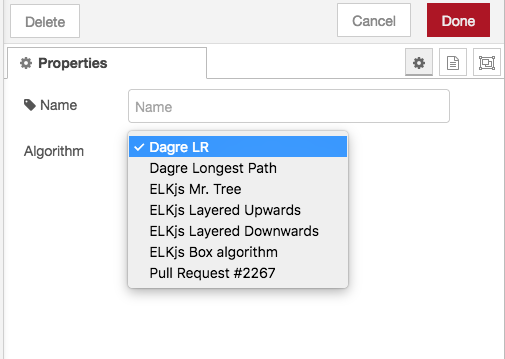 Delete
Cancel
Done
Properties
Name
Name
Algorithm
✓ Dagre LR
Dagre Longest Path
ELKjs Mr. Tree
ELKjs Layered Upwards
ELKjs Layered Downwards
ELKjs Box algorithm
Pull Request #2267